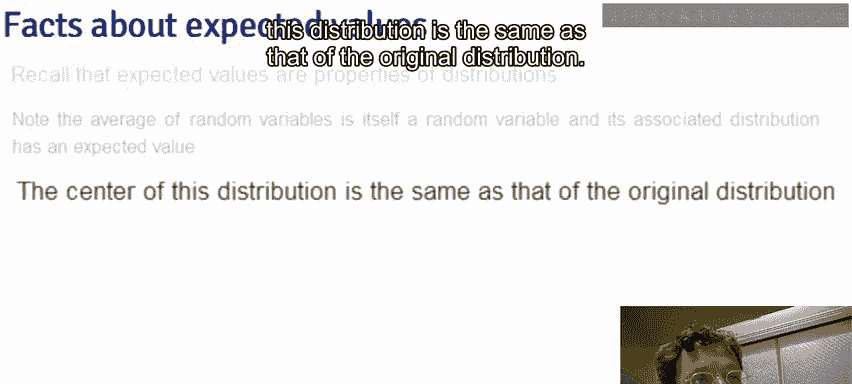 Facts about expected values
this distribution is the same as
that of the original distribution.
Recall that expected values are properties of distributions
Note the average of random variables is itself a random variable and its associated distribution
has an expected value
The center of this distribution is the same as that of the original distribution